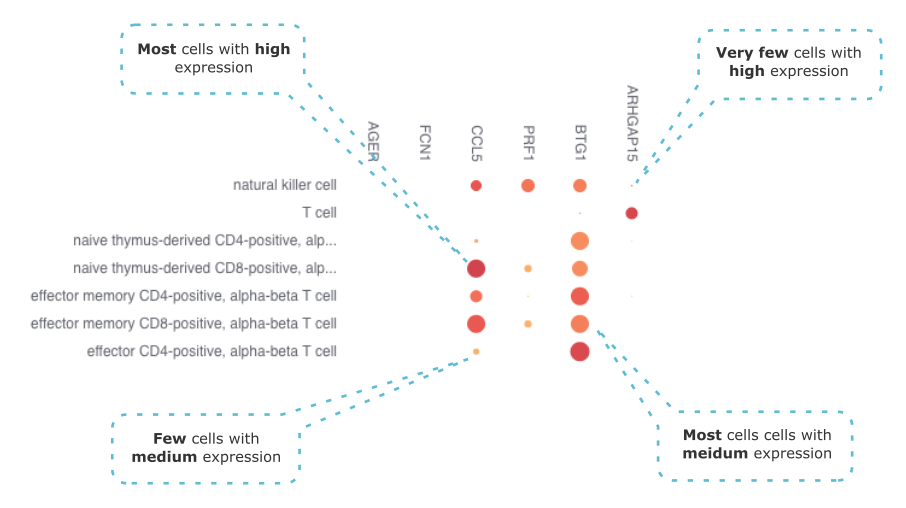 Most cells with high
expression
Very few cells with
high expression
AGER
FCN1
CCL5
PRF1
BTG1
ARHGAP15
natural killer cell
T cell
naive thymus-derived CD4-positive, alp...
naive thymus-derived CD8-positive, alp...
effector memory CD4-positive, alpha-beta T cell
effector memory CD8-positive, alpha-beta T cell
effector CD4-positive, alpha-beta T cell
Few cells with
medium expression
Most cells cells with
meidum expression